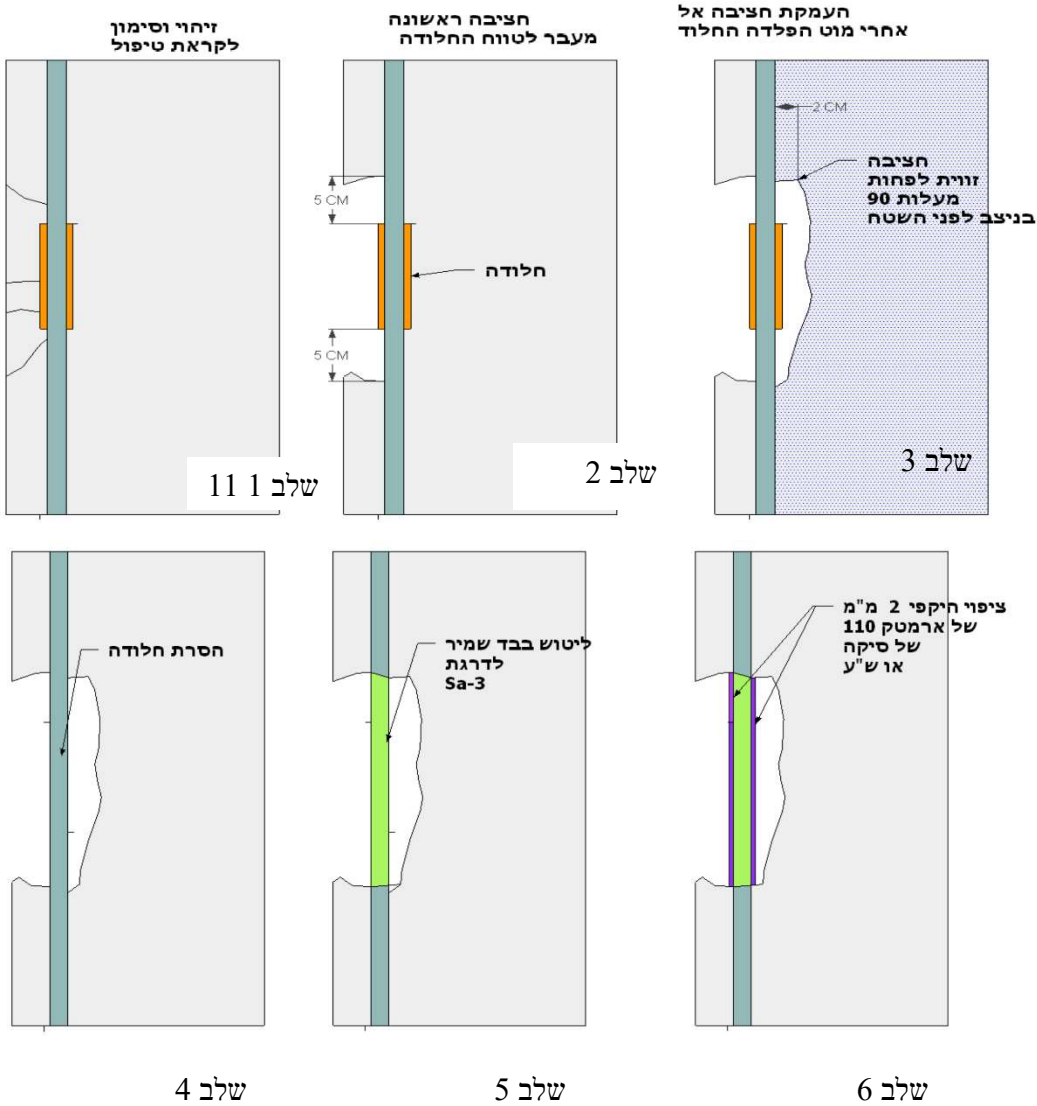 זיהוי וסימון
לקראת טיפול
חציבה ראשונה
מעבר לטווח החלודה
העמקת חציבה אל
אחרי מוט הפלדה החלוד
5 CM
חלודה
5 CM
2 CM
חציבה
זווית לפחות
90 מעלות
בניצב לפני השטח
שלב 1 11
שלב 2
שלב 3
הסרת חלודה
ליטוש בבד שמיר
לדרגת
Sa-3
ציפוי היקפי 2 מ"מ
של ארמטק 110
של סיקה
או ש"ע
שלב 4
שלב 5
שלב 6